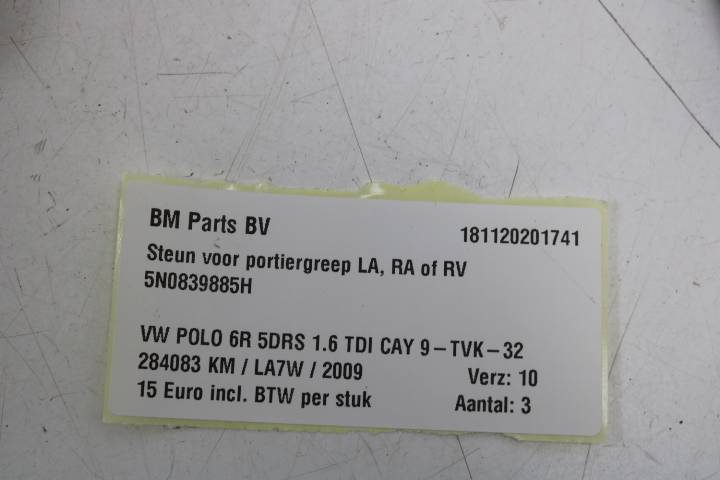 BM Parts BV 181120201741
Steun voor portiergreep LA, RA of RV
5N0839885H
VW POLO 6R 5DRS 1.6 TDI CAY 9-TVK-32
284083 KM / LA7W / 2009 Verz: 10
15 Euro incl. BTW per stuk Aantal: 3